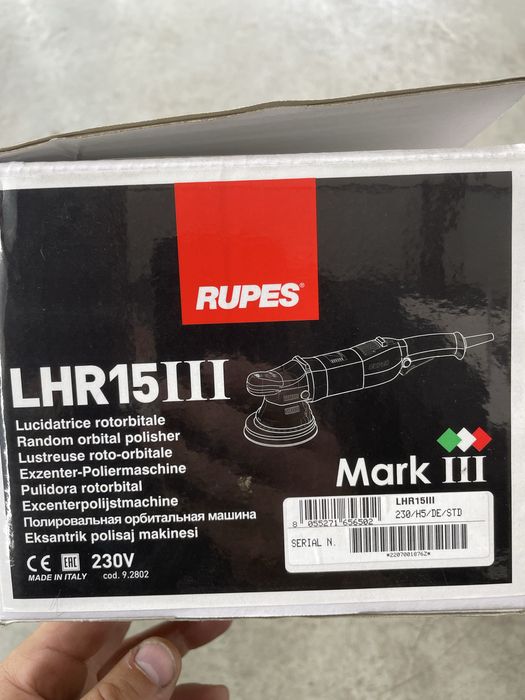 RUPES®
LHR15III
Lucidatrice rotorbitale
Random orbital polisher
Lustreuse roto-orbitale
Exzenter-Poliermaschine
Pulidora rotorbital
Excenterpolijstmachine
Полировальная орбитальная машина
Eksantrik polisaj makinesi
CE EAC 230V
MADE IN ITALY cod. 9.2802
Mark III
LHR15III
8 055271 656502 230/H5/DE/STD
SERIAL N.
*2207001876Z*